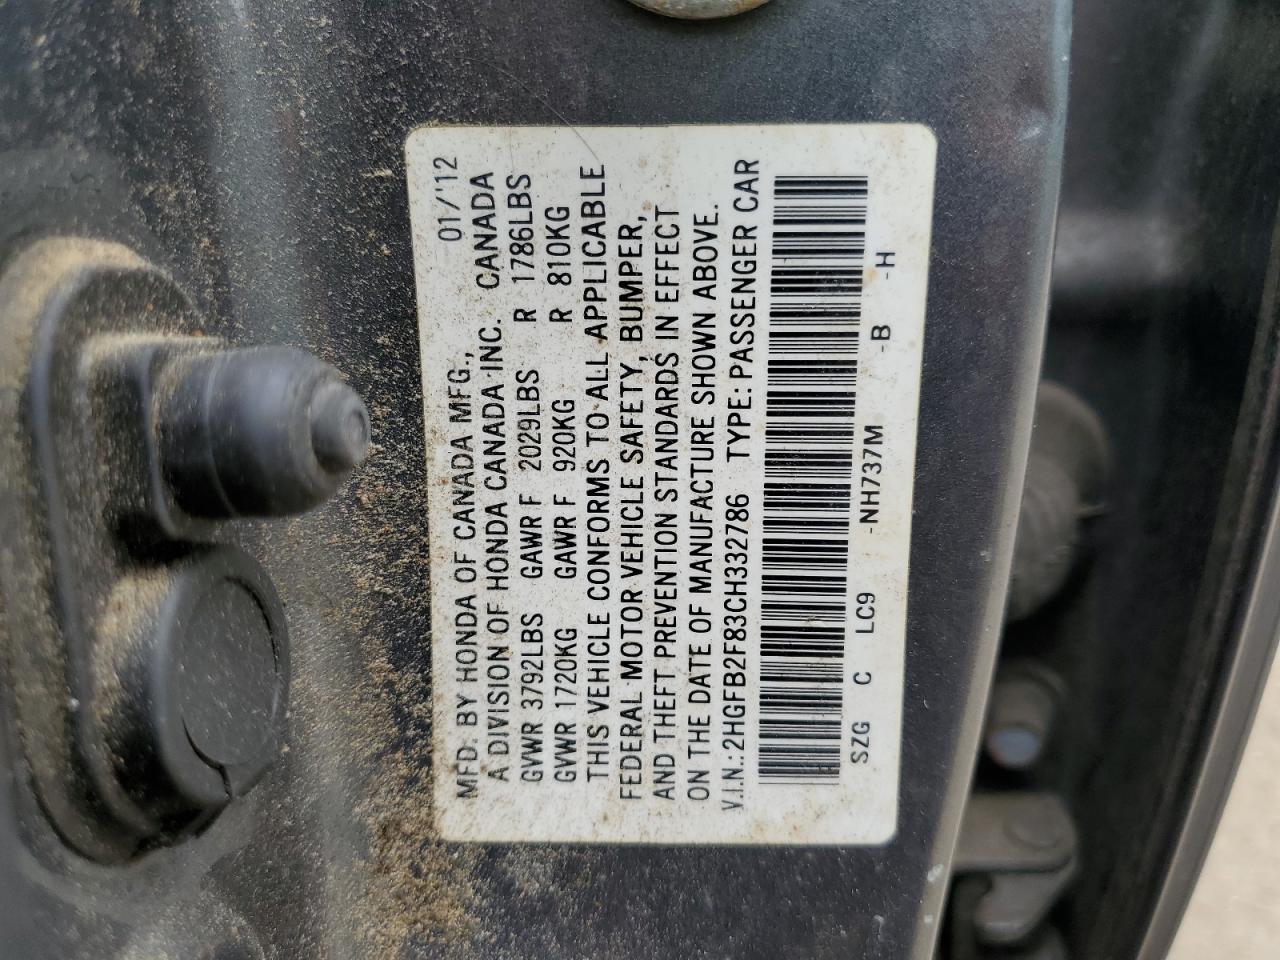 MFD. BY HONDA OF CANADA MFG., 01/'12
A DIVISION OF HONDA CANADA INC. CANADA
GVWR 3792LBS GAWR F 2029LBS R 1786LBS
GVWR 1720KG GAWR F 920KG R 810KG
THIS VEHICLE CONFORMS TO ALL APPLICABLE
FEDERAL MOTOR VEHICLE SAFETY, BUMPER,
AND THEFT PREVENTION STANDARDS IN EFFECT
ON THE DATE OF MANUFACTURE SHOWN ABOVE.
V.I.N.: 2HGFB2F83CH332786 TYPE: PASSENGER CAR
SZG C LC9 -NH737M -B -H